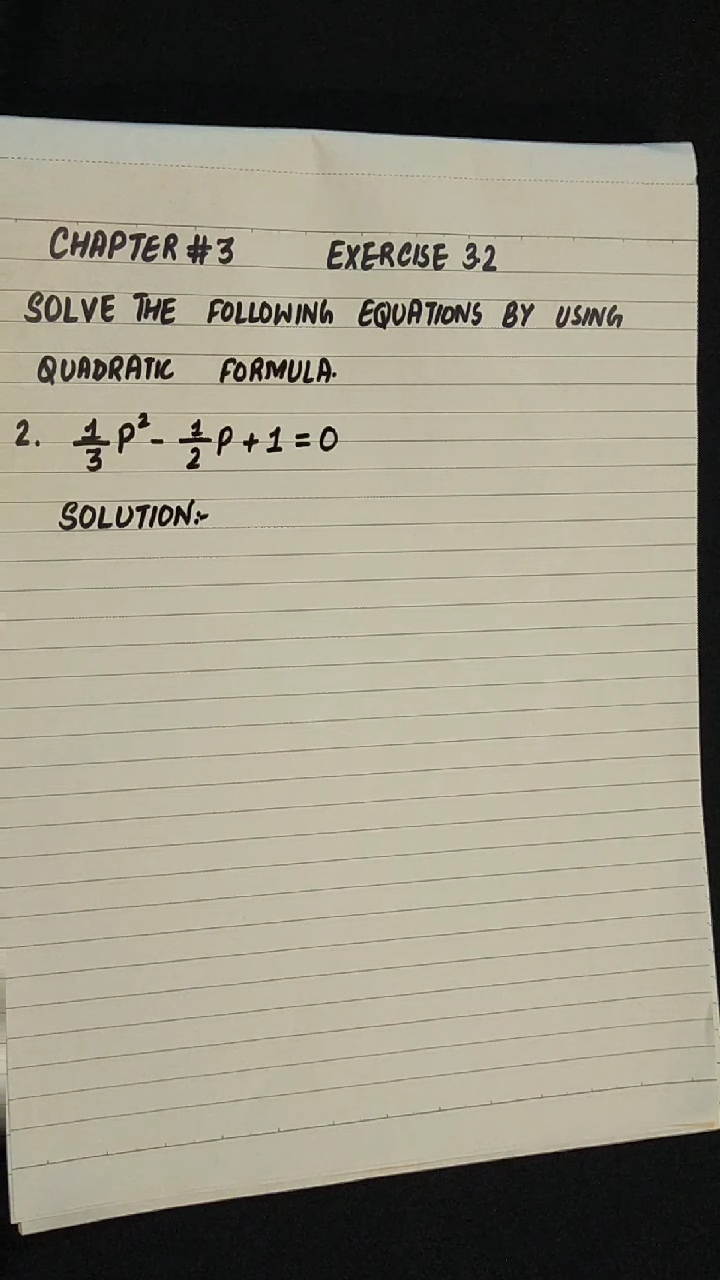 CHAPTER #3 EXERCISE 3.2
SOLVE THE FOLLOWING EQUATIONS BY USING
QUADRATIC FORMULA.
2. 1/3 P² - 1/2 P + 1 = 0
SOLUTION:-